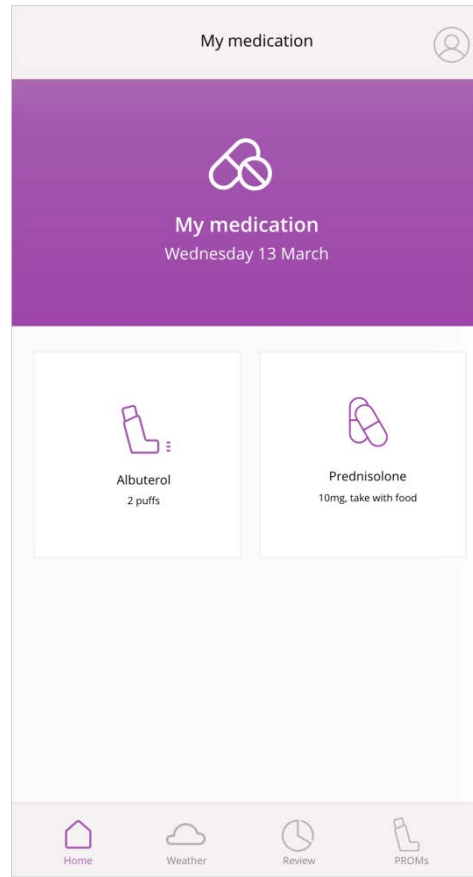 My medication
My medication
Wednesday 13 March
Albuterol
2 puffs
Prednisolone
10mg, take with food
Home
Weather
Review
PROMs